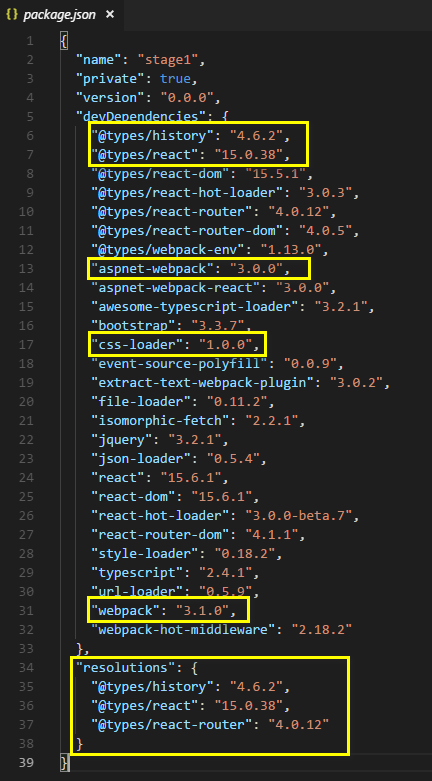 {} package.json ×
1 {
2 "name": "stage1",
3 "private": true,
4 "version": "0.0.0",
5 "devDependencies": {
6 "@types/history": "4.6.2",
7 "@types/react": "15.0.38",
8 "@types/react-dom": "15.5.1",
9 "@types/react-hot-loader": "3.0.3",
10 "@types/react-router": "4.0.12",
11 "@types/react-router-dom": "4.0.5",
12 "@types/webpack-env": "1.13.0",
13 "aspnet-webpack": "3.0.0",
14 "aspnet-webpack-react": "3.0.0",
15 "awesome-typescript-loader": "3.2.1",
16 "bootstrap": "3.3.7",
17 "css-loader": "1.0.0",
18 "event-source-polyfill": "0.0.9",
19 "extract-text-webpack-plugin": "3.0.2",
20 "file-loader": "0.11.2",
21 "isomorphic-fetch": "2.2.1",
22 "jquery": "3.2.1",
23 "json-loader": "0.5.4",
24 "react": "15.6.1",
25 "react-dom": "15.6.1",
26 "react-hot-loader": "3.0.0-beta.7",
27 "react-router-dom": "4.1.1",
28 "style-loader": "0.18.2",
29 "typescript": "2.4.1",
30 "url-loader": "0.5.9",
31 "webpack": "3.1.0",
32 "webpack-hot-middleware": "2.18.2"
33 },
34 "resolutions": {
35 "@types/history": "4.6.2",
36 "@types/react": "15.0.38",
37 "@types/react-router": "4.0.12"
38 }
39 }